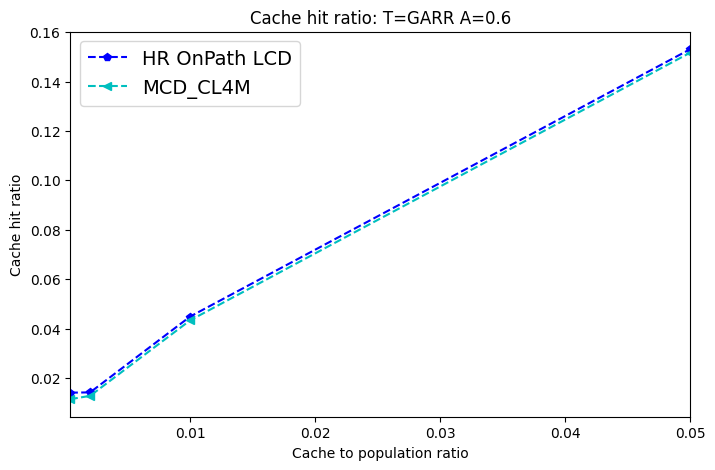 Cache hit ratio: T=GARR A=0.6
0.16
0.14
0.12
0.10
0.08
0.06
0.04
0.02
Cache hit ratio
HR OnPath LCD
MCD_CL4M
0.01 0.02 0.03 0.04 0.05
Cache to population ratio